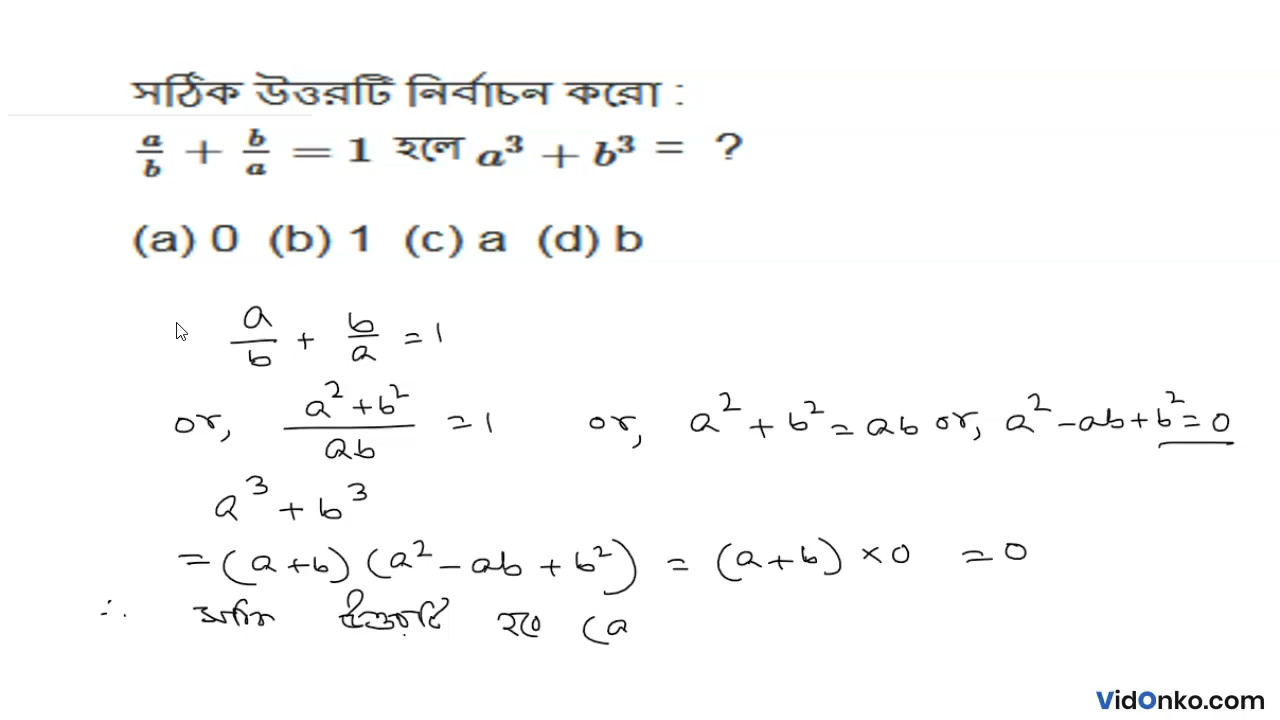 সঠিক উত্তরটি নির্বাচন করো :
a/b + b/a = 1 হলে a³ + b³ = ?
(a) 0 (b) 1 (c) a (d) b
a/b + b/a = 1
or, (a² + b²)/ab = 1 or, a² + b² = ab or, a² - ab + b² = 0
a³ + b³
= (a + b) (a² - ab + b²) = (a + b) × 0 = 0
∴ সঠিক উত্তরটি হবে (a
VidOnko.com